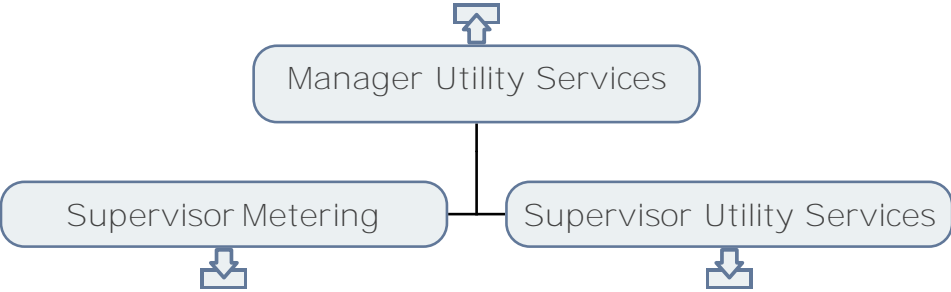 Manager Utility Services
Supervisor Metering
Supervisor Utility Services